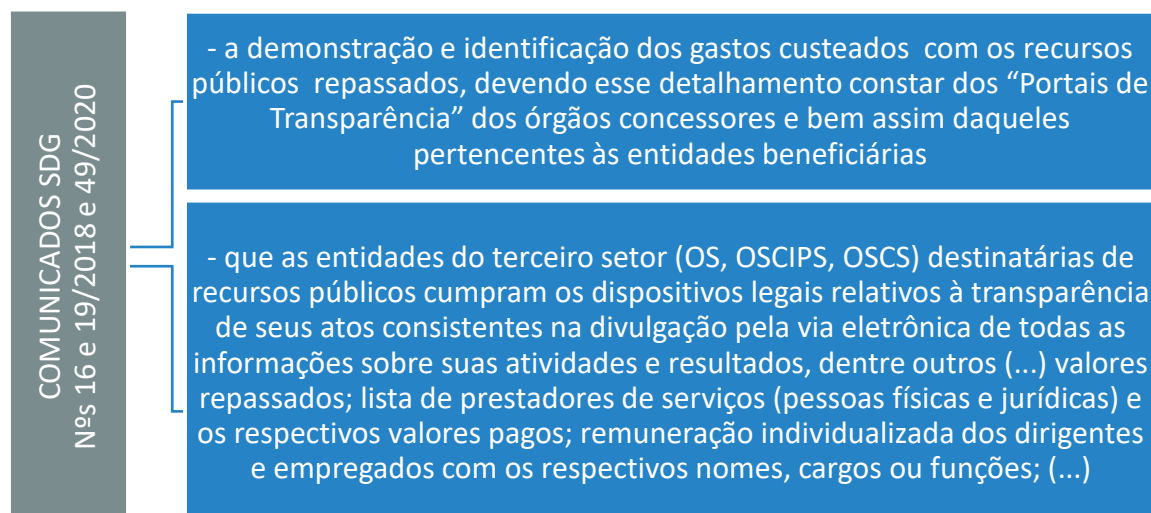 COMUNICADOS SDG
Nºs 16 e 19/2018 e 49/2020
- a demonstração e identificação dos gastos custeados com os recursos
públicos repassados, devendo esse detalhamento constar dos “Portais de
Transparência” dos órgãos concessores e bem assim daqueles
pertencentes às entidades beneficiárias
- que as entidades do terceiro setor (OS, OSCIPS, OSCS) destinatárias de
recursos públicos cumpram os dispositivos legais relativos à transparência
de seus atos consistentes na divulgação pela via eletrônica de todas as
informações sobre suas atividades e resultados, dentre outros (...) valores
repassados; lista de prestadores de serviços (pessoas físicas e jurídicas) e
os respectivos valores pagos; remuneração individualizada dos dirigentes
e empregados com os respectivos nomes, cargos ou funções; (...)